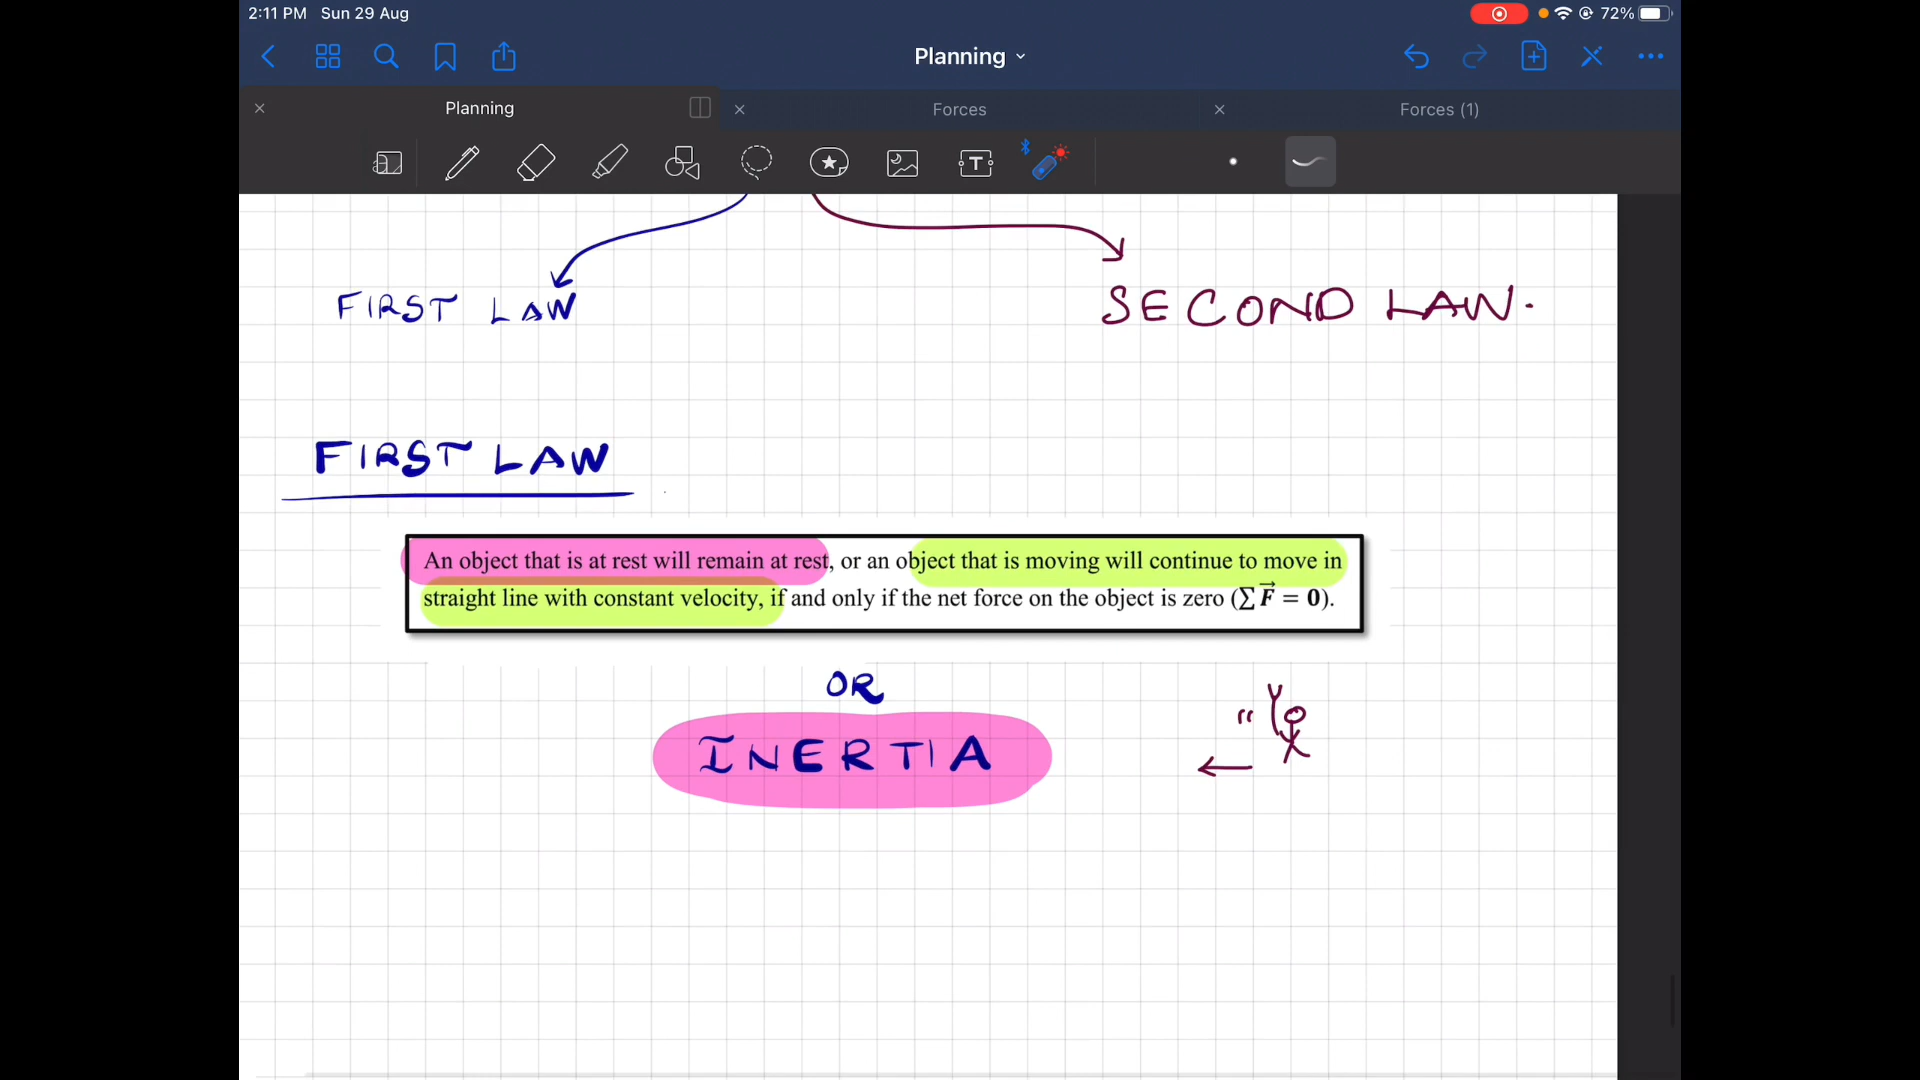 2:11 PM Sun 29 Aug
72%
Planning
Planning
Forces
Forces (1)
T
FIRST LAW
SECOND LAW.
FIRST LAW
An object that is at rest will remain at rest, or an object that is moving will continue to move in
straight line with constant velocity, if and only if the net force on the object is zero (∑F⃗ = 0).
OR
INERTIA